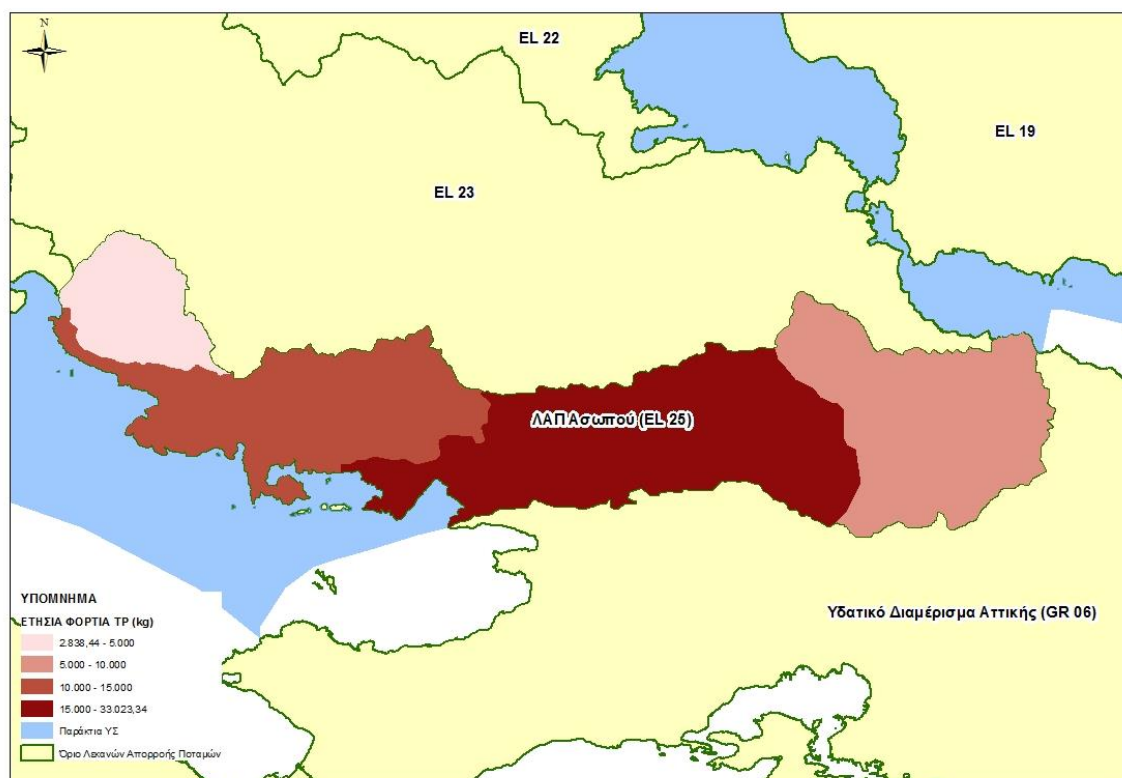 N
EL 22
EL 19
EL 23
ΛΑΠ Ασωπού (EL 25)
Υδατικό Διαμέρισμα Αττικής (GR 06)
ΥΠΟΜΝΗΜΑ
ΕΤΗΣΙΑ ΦΟΡΤΙΑ TP (kg)
2.838,44 - 5.000
5.000 - 10.000
10.000 - 15.000
15.000 - 33.023,34
Παράκτια ΥΣ
Όριο Λεκανών Απορροής Ποταμών